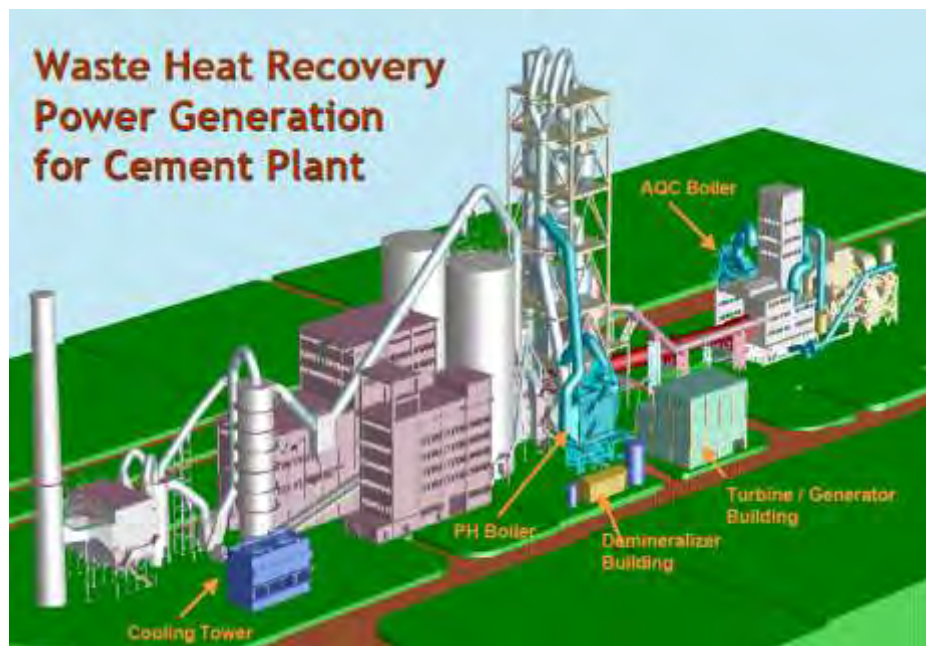 Waste Heat Recovery
Power Generation
for Cement Plant
AQC Boiler
Turbine / Generator
Building
PH Boiler
Demineralizer
Building
Cooling Tower